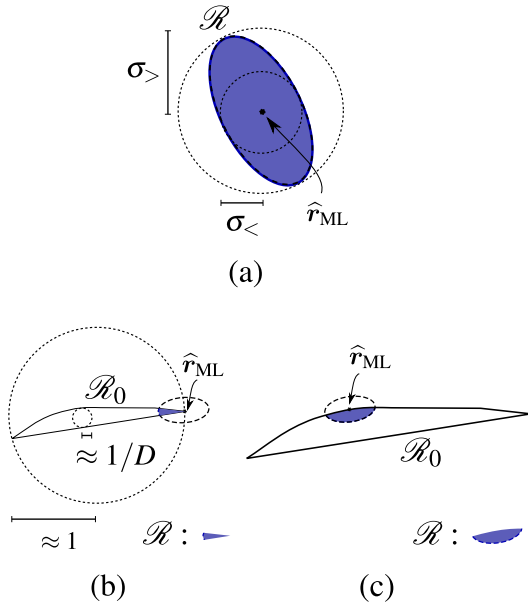 ℛ
σ>
r̂ML
σ<
(a)
r̂ML
ℛ0
≈ 1/D
≈ 1
ℛ :
(b)
r̂ML
ℛ0
ℛ :
(c)